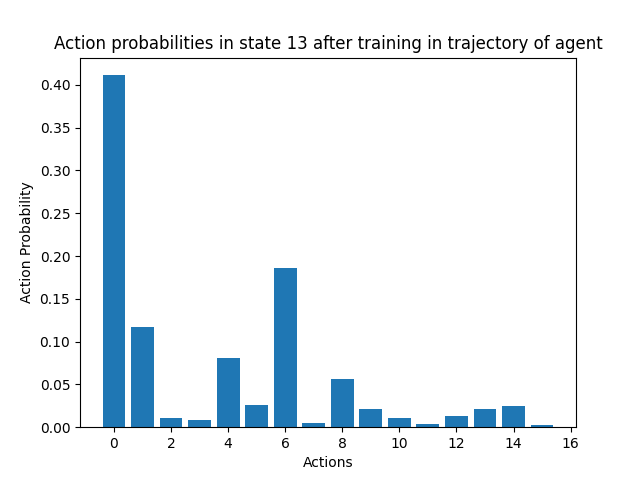 Action probabilities in state 13 after training in trajectory of agent
0.40
0.35
0.30
0.25
0.20
0.15
0.10
0.05
0.00
Action Probability
0 2 4 6 8 10 12 14 16
Actions